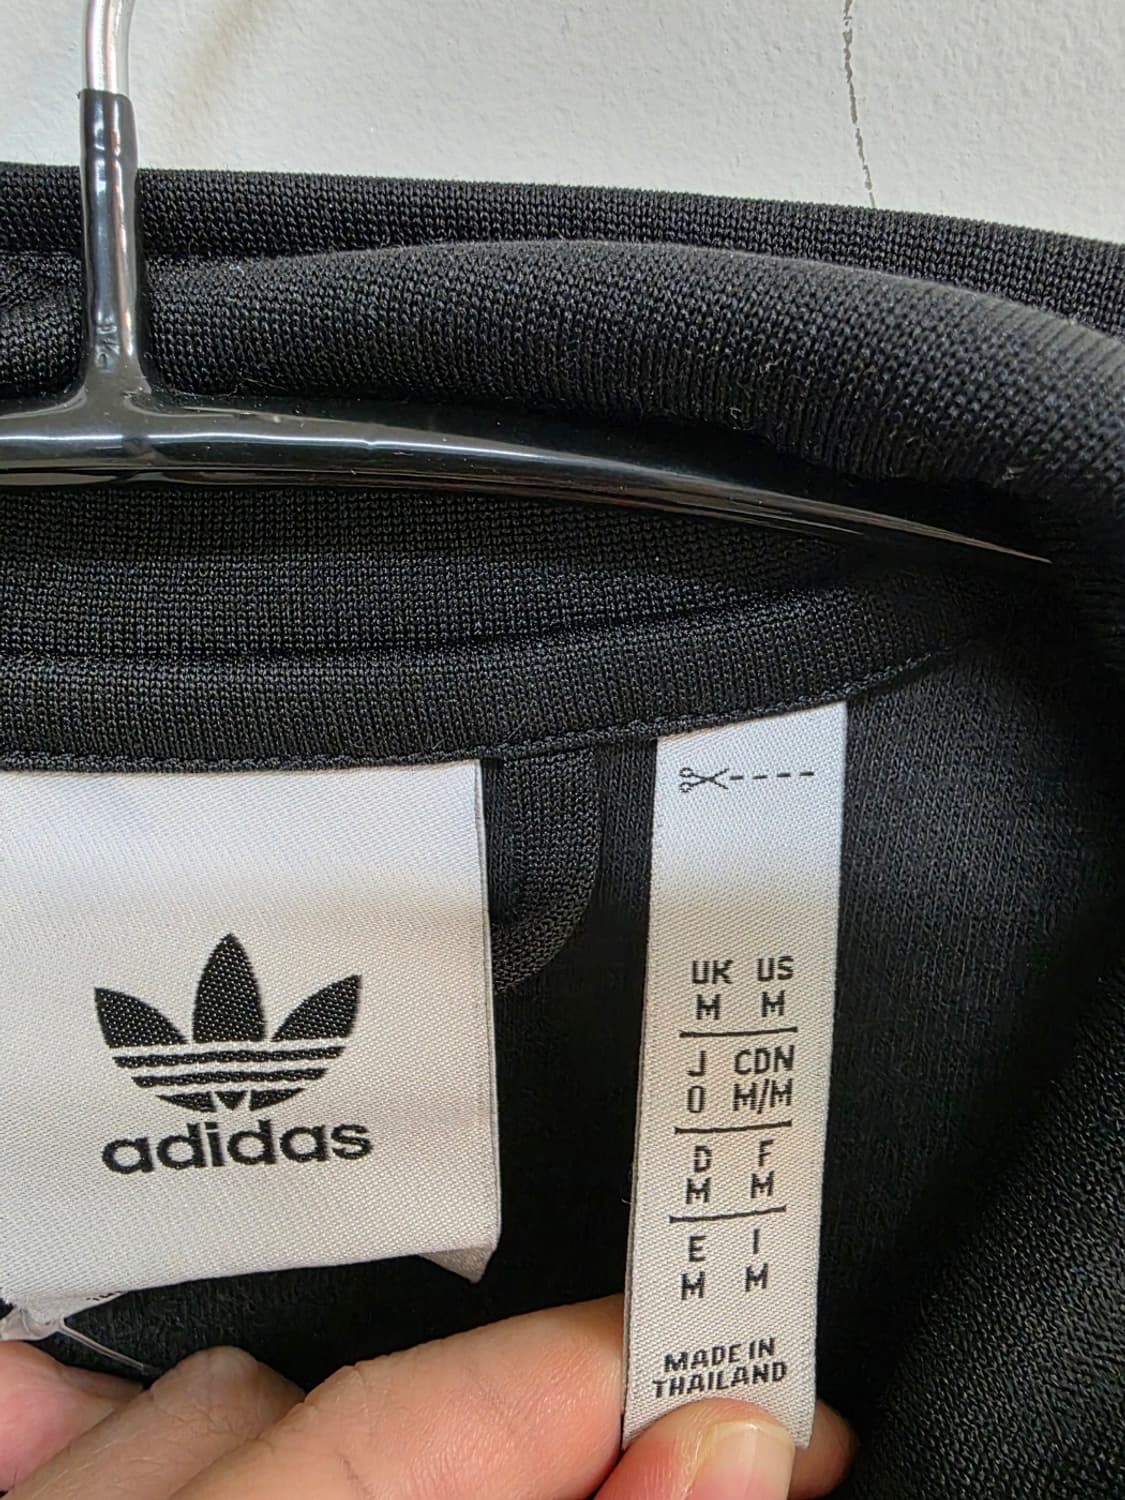 adidas
UK US
M M
J CDN
O M/M
D F
M M
E I
M M
MADE IN
THAILAND